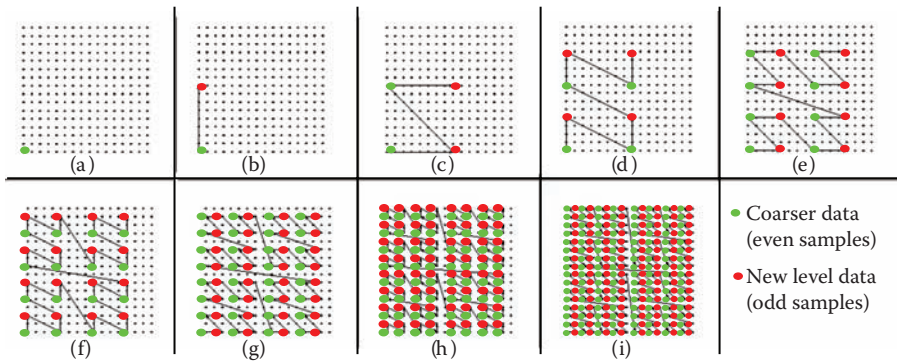 (a)
(b)
(c)
(d)
(e)
(f)
(g)
(h)
(i)
Coarser data
(even samples)
New level data
(odd samples)